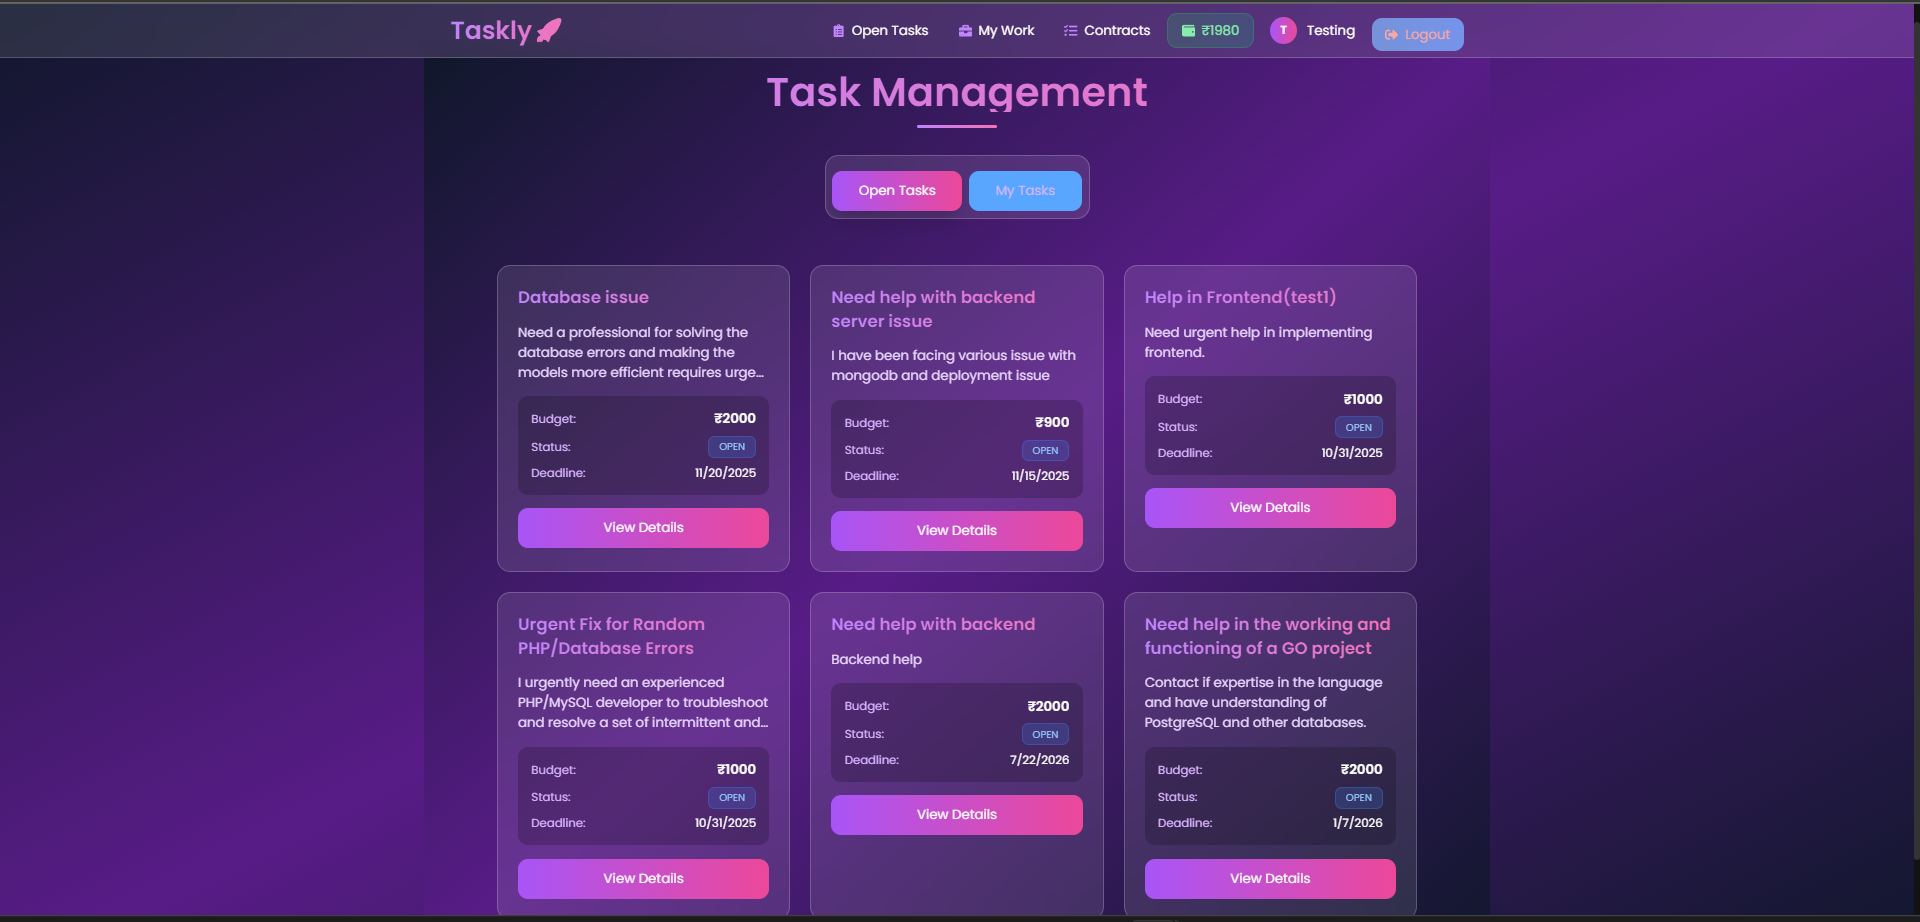 Taskly
Open Tasks
My Work
Contracts
₹1980
T
Testing
Logout
Task Management
Open Tasks
My Tasks
Database issue
Need a professional for solving the
database errors and making the
models more efficient requires urge...
Budget: ₹2000
Status: OPEN
Deadline: 11/20/2025
View Details
Need help with backend
server issue
I have been facing various issue with
mongodb and deployment issue
Budget: ₹900
Status: OPEN
Deadline: 11/15/2025
View Details
Help in Frontend(test1)
Need urgent help in implementing
frontend.
Budget: ₹1000
Status: OPEN
Deadline: 10/31/2025
View Details
Urgent Fix for Random
PHP/Database Errors
I urgently need an experienced
PHP/MySQL developer to troubleshoot
and resolve a set of intermittent and...
Budget: ₹1000
Status: OPEN
Deadline: 10/31/2025
View Details
Need help with backend
Backend help
Budget: ₹2000
Status: OPEN
Deadline: 7/22/2026
View Details
Need help in the working and
functioning of a GO project
Contact if expertise in the language
and have understanding of
PostgreSQL and other databases.
Budget: ₹2000
Status: OPEN
Deadline: 1/7/2026
View Details